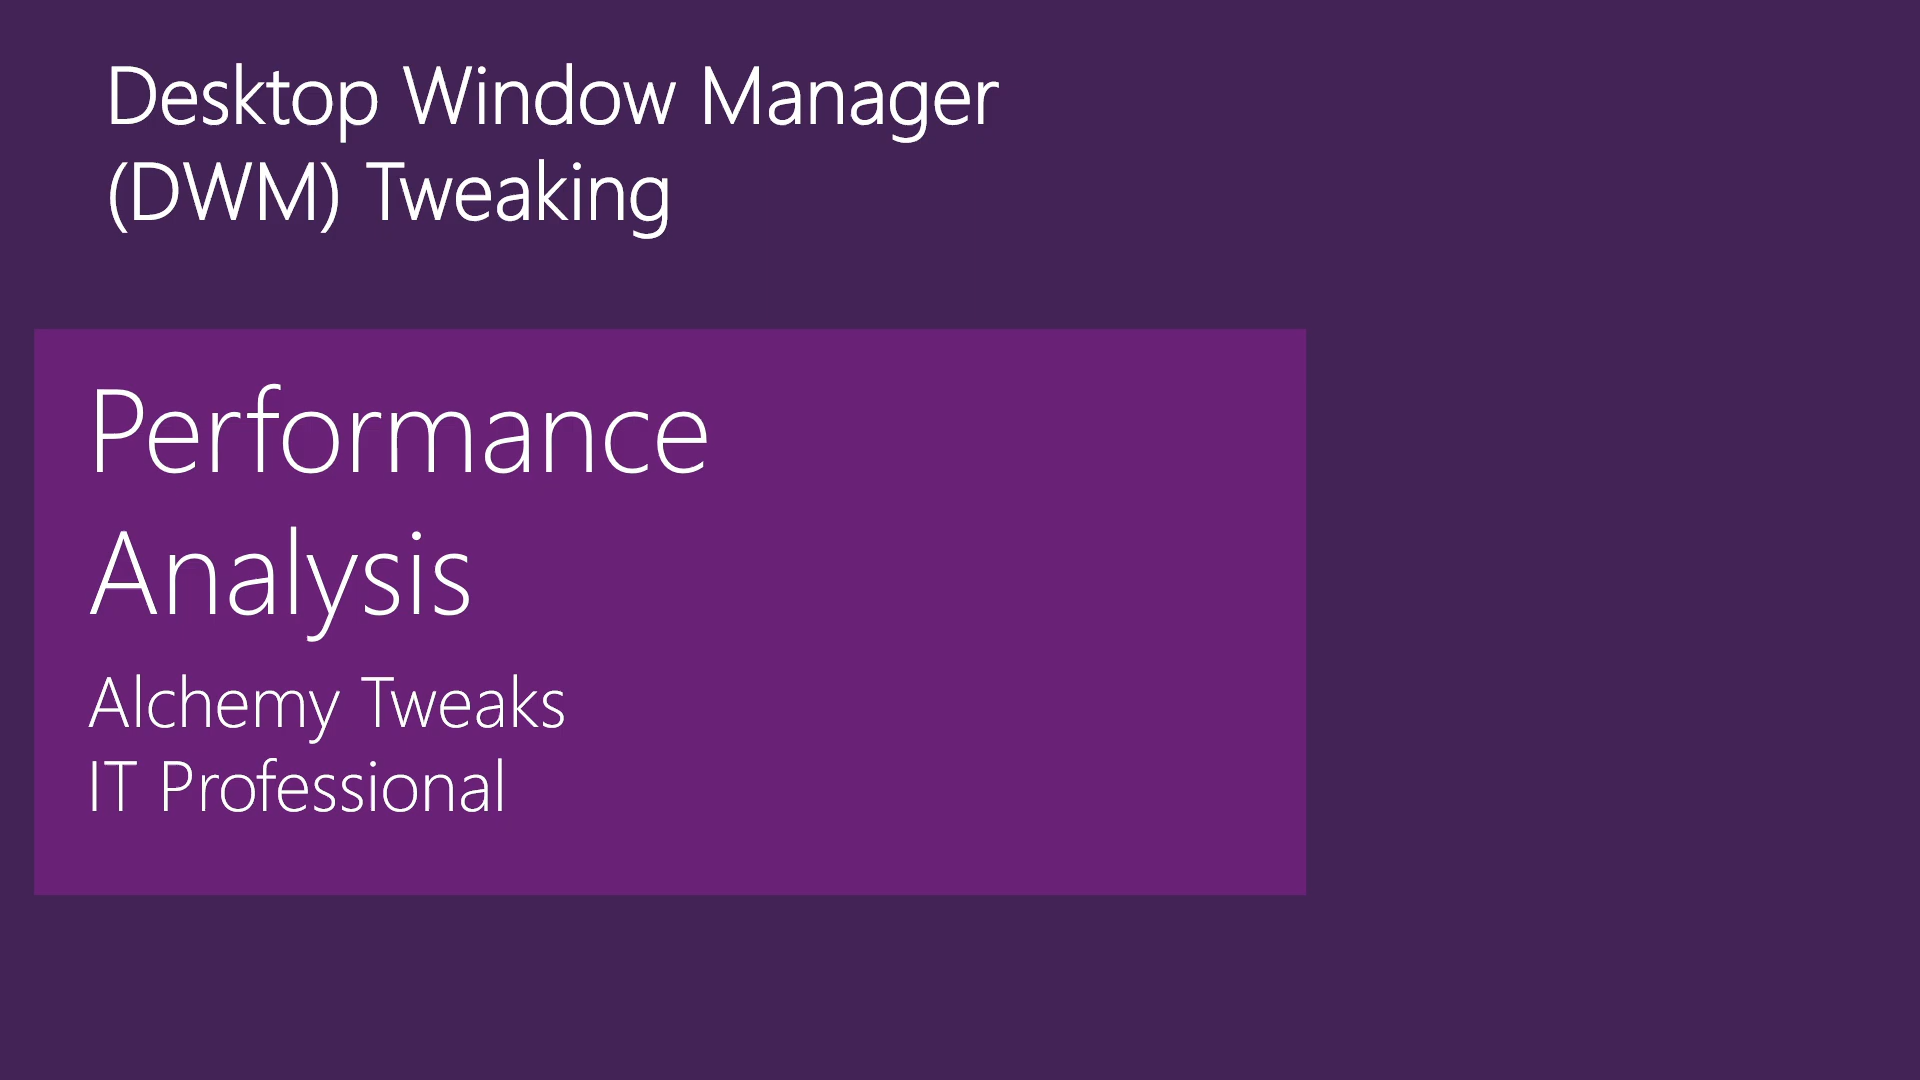 Desktop Window Manager
(DWM) Tweaking
Performance
Analysis
Alchemy Tweaks
IT Professional